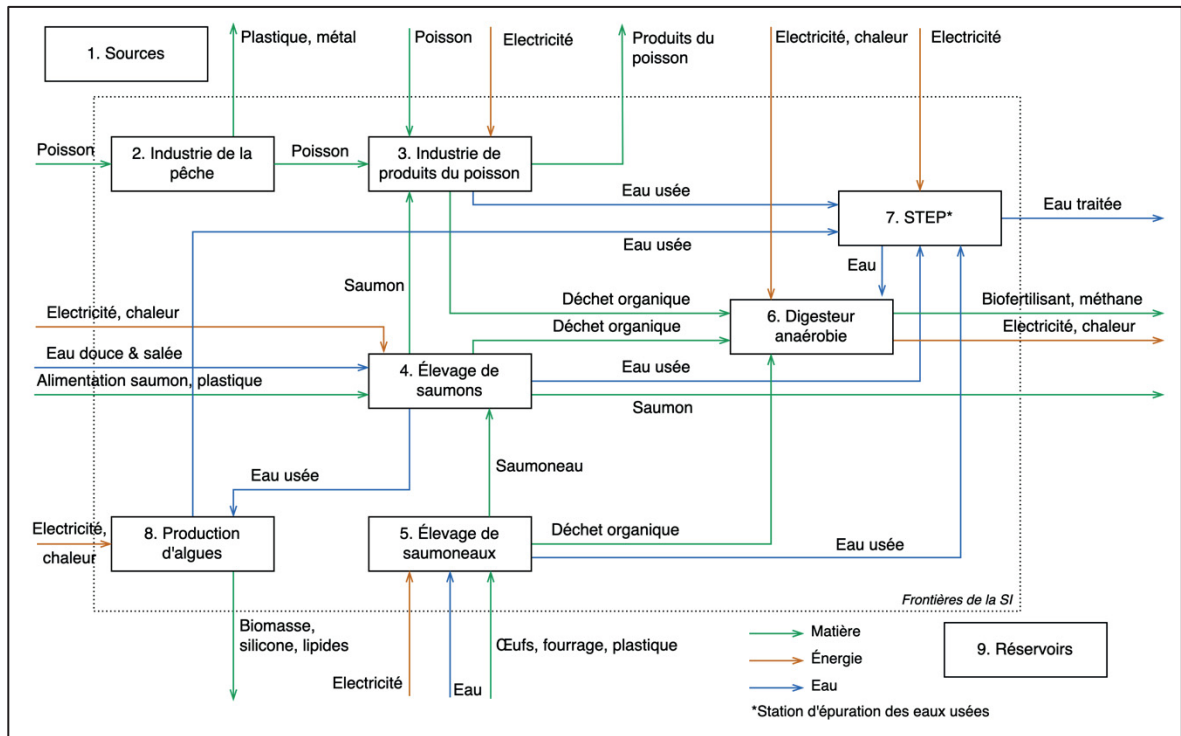 1. Sources
Plastique, métal
Poisson
Electricité
Produits du
poisson
Electricité, chaleur
Electricité
Poisson
2. Industrie de la
pêche
Poisson
3. Industrie de
produits du poisson
Eau usée
7. STEP*
Eau traitée
Eau usée
Eau
Saumon
Déchet organique
Biofertilisant, méthane
Electricité, chaleur
Déchet organique
6. Digesteur
anaérobie
Electricité, chaleur
Eau douce & salée
4. Élevage de
saumons
Eau usée
Alimentation saumon, plastique
Saumon
Eau usée
Saumoneau
Electricité,
chaleur
8. Production
d'algues
5. Élevage de
saumoneaux
Déchet organique
Eau usée
Frontières de la SI
Biomasse,
silicone, lipides
Electricité
Eau
Œufs, fourrage, plastique
Matière
Énergie
Eau
*Station d'épuration des eaux usées
9. Réservoirs